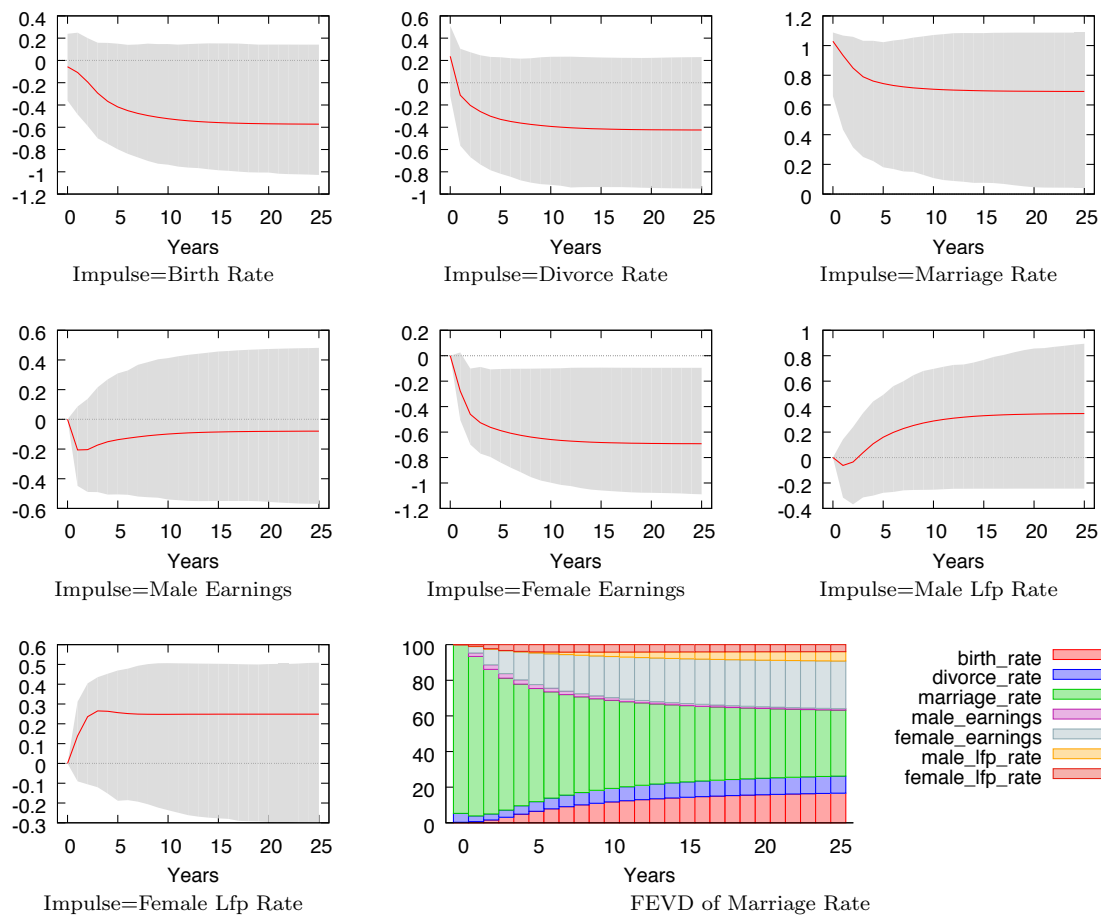 0.4
0.2
0
-0.2
-0.4
-0.6
-0.8
-1
-1.2
0 5 10 15 20 25
Years
Impulse=Birth Rate
0.6
0.4
0.2
0
-0.2
-0.4
-0.6
-0.8
-1
0 5 10 15 20 25
Years
Impulse=Divorce Rate
1.2
1
0.8
0.6
0.4
0.2
0
0 5 10 15 20 25
Years
Impulse=Marriage Rate
0.6
0.4
0.2
0
-0.2
-0.4
-0.6
0 5 10 15 20 25
Years
Impulse=Male Earnings
0.2
0
-0.2
-0.4
-0.6
-0.8
-1
-1.2
0 5 10 15 20 25
Years
Impulse=Female Earnings
1
0.8
0.6
0.4
0.2
0
-0.2
-0.4
0 5 10 15 20 25
Years
Impulse=Male Lfp Rate
0.6
0.5
0.4
0.3
0.2
0.1
0
-0.1
-0.2
-0.3
0 5 10 15 20 25
Years
Impulse=Female Lfp Rate
100
80
60
40
20
0
0 5 10 15 20 25
Years
FEVD of Marriage Rate
birth_rate
divorce_rate
marriage_rate
male_earnings
female_earnings
male_lfp_rate
female_lfp_rate